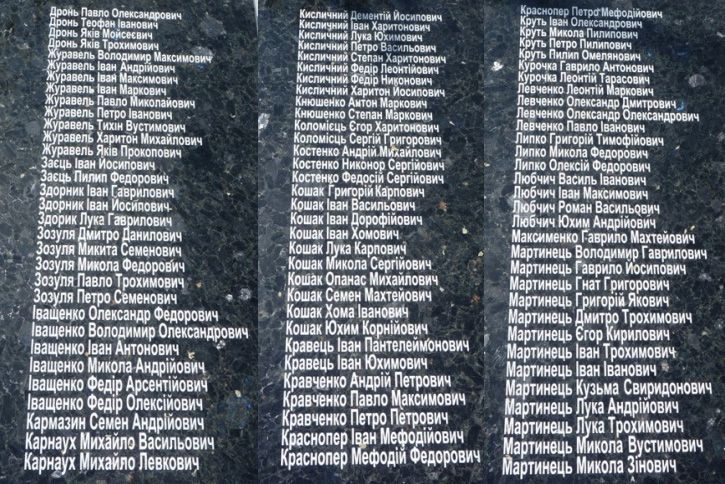 Дронь Павло Олександрович
Дронь Теофан Іванович
Дронь Яків Мойсеєвич
Дронь Яків Трохимович
Журавель Володимир Максимович
Журавель Іван Андрійович
Журавель Іван Максимович
Журавель Іван Маркович
Журавель Павло Миколайович
Журавель Петро Іванович
Журавель Тихін Вустимович
Журавель Харитон Михайлович
Журавель Яків Прокопович
Заєць Іван Йосипович
Заєць Пилип Федорович
Здорник Іван Гаврилович
Здорник Іван Йосипович
Здорик Лука Гаврилович
Зозуля Дмитро Данилович
Зозуля Микита Семенович
Зозуля Микола Федорович
Зозуля Павло Трохимович
Зозуля Петро Семенович
Іващенко Олександр Федорович
Іващенко Володимир Олександрович
Іващенко Іван Антонович
Іващенко Микола Андрійович
Іващенко Федір Арсентійович
Іващенко Федір Олексійович
Кармазин Семен Андрійович
Карнаух Михайло Васильович
Карнаух Михайло Левкович
Кисличний Дементій Йосипович
Кисличний Іван Харитонович
Кисличний Лука Юхимович
Кисличний Петро Васильович
Кисличний Степан Харитонович
Кисличний Федір Леонтійович
Кисличний Федір Никонович
Кисличний Харитон Йосипович
Кнюшенко Антон Маркович
Кнюшенко Степан Маркович
Коломієць Єгор Харитонович
Коломієць Сергій Григорович
Костенко Андрій Михайлович
Костенко Никонор Сергійович
Костенко Федосій Сергійович
Кошак Григорій Карпович
Кошак Іван Васильович
Кошак Іван Дорофійович
Кошак Іван Хомович
Кошак Лука Карпович
Кошак Микола Сергійович
Кошак Опанас Михайлович
Кошак Семен Махтейович
Кошак Хома Іванович
Кошак Юхим Корнійович
Кравець Іван Пантелеймонович
Кравець Іван Юхимович
Кравченко Андрій Петрович
Кравченко Павло Максимович
Кравченко Петро Петрович
Краснопер Іван Мефодійович
Краснопер Мефодій Федорович
Краснопер Петро Мефодійович
Круть Іван Олександрович
Круть Микола Пилипович
Круть Петро Пилипович
Круть Пилип Омелянович
Курочка Гаврило Антонович
Курочка Леонтій Тарасович
Левченко Леонтій Маркович
Левченко Олександр Дмитрович
Левченко Олександр Олександрович
Левченко Павло Іванович
Липко Григорій Тимофійович
Липко Микола Федорович
Липко Олексій Федорович
Любчич Василь Іванович
Любчич Іван Максимович
Любчич Роман Васильович
Любчич Юхим Андрійович
Максименко Гаврило Махтейович
Мартинець Володимир Гаврилович
Мартинець Гаврило Йосипович
Мартинець Гнат Григорович
Мартинець Григорій Якович
Мартинець Дмитро Трохимович
Мартинець Єгор Кирилович
Мартинець Іван Трохимович
Мартинець Іван Іванович
Мартинець Кузьма Свиридонович
Мартинець Лука Андрійович
Мартинець Лука Трохимович
Мартинець Микола Вустимович
Мартинець Микола Зінович